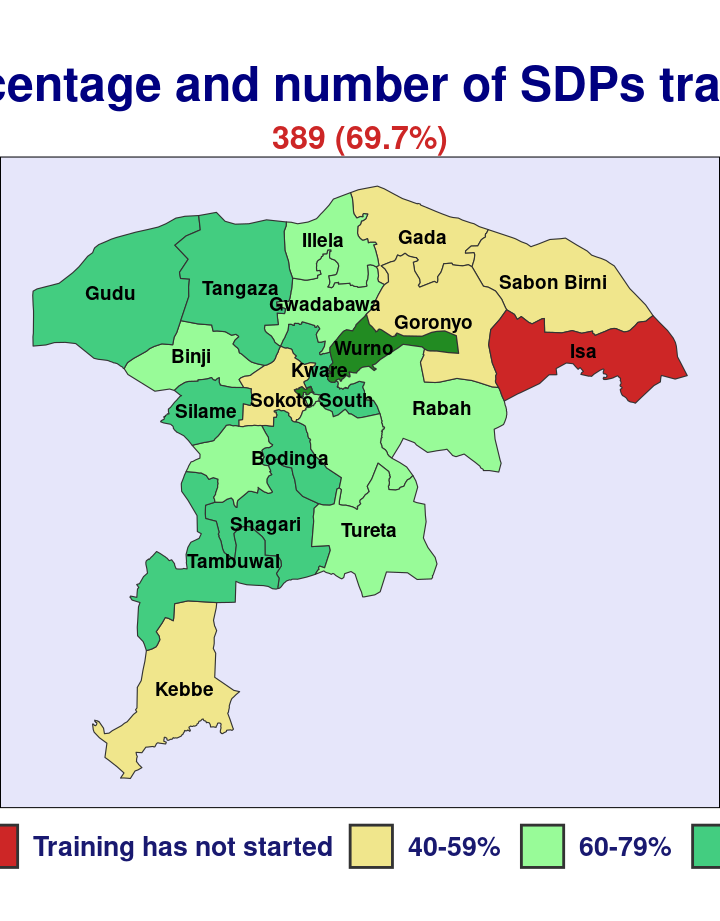 centage and number of SDPs tra
389 (69.7%)
Illela
Gada
Sabon Birni
Gudu
Tangaza
Gwadabawa
Goronyo
Wurno
Isa
Binji
Kware
Sokoto South
Silame
Rabah
Bodinga
Shagari
Tureta
Tambuwal
Kebbe
Training has not started 40-59% 60-79%